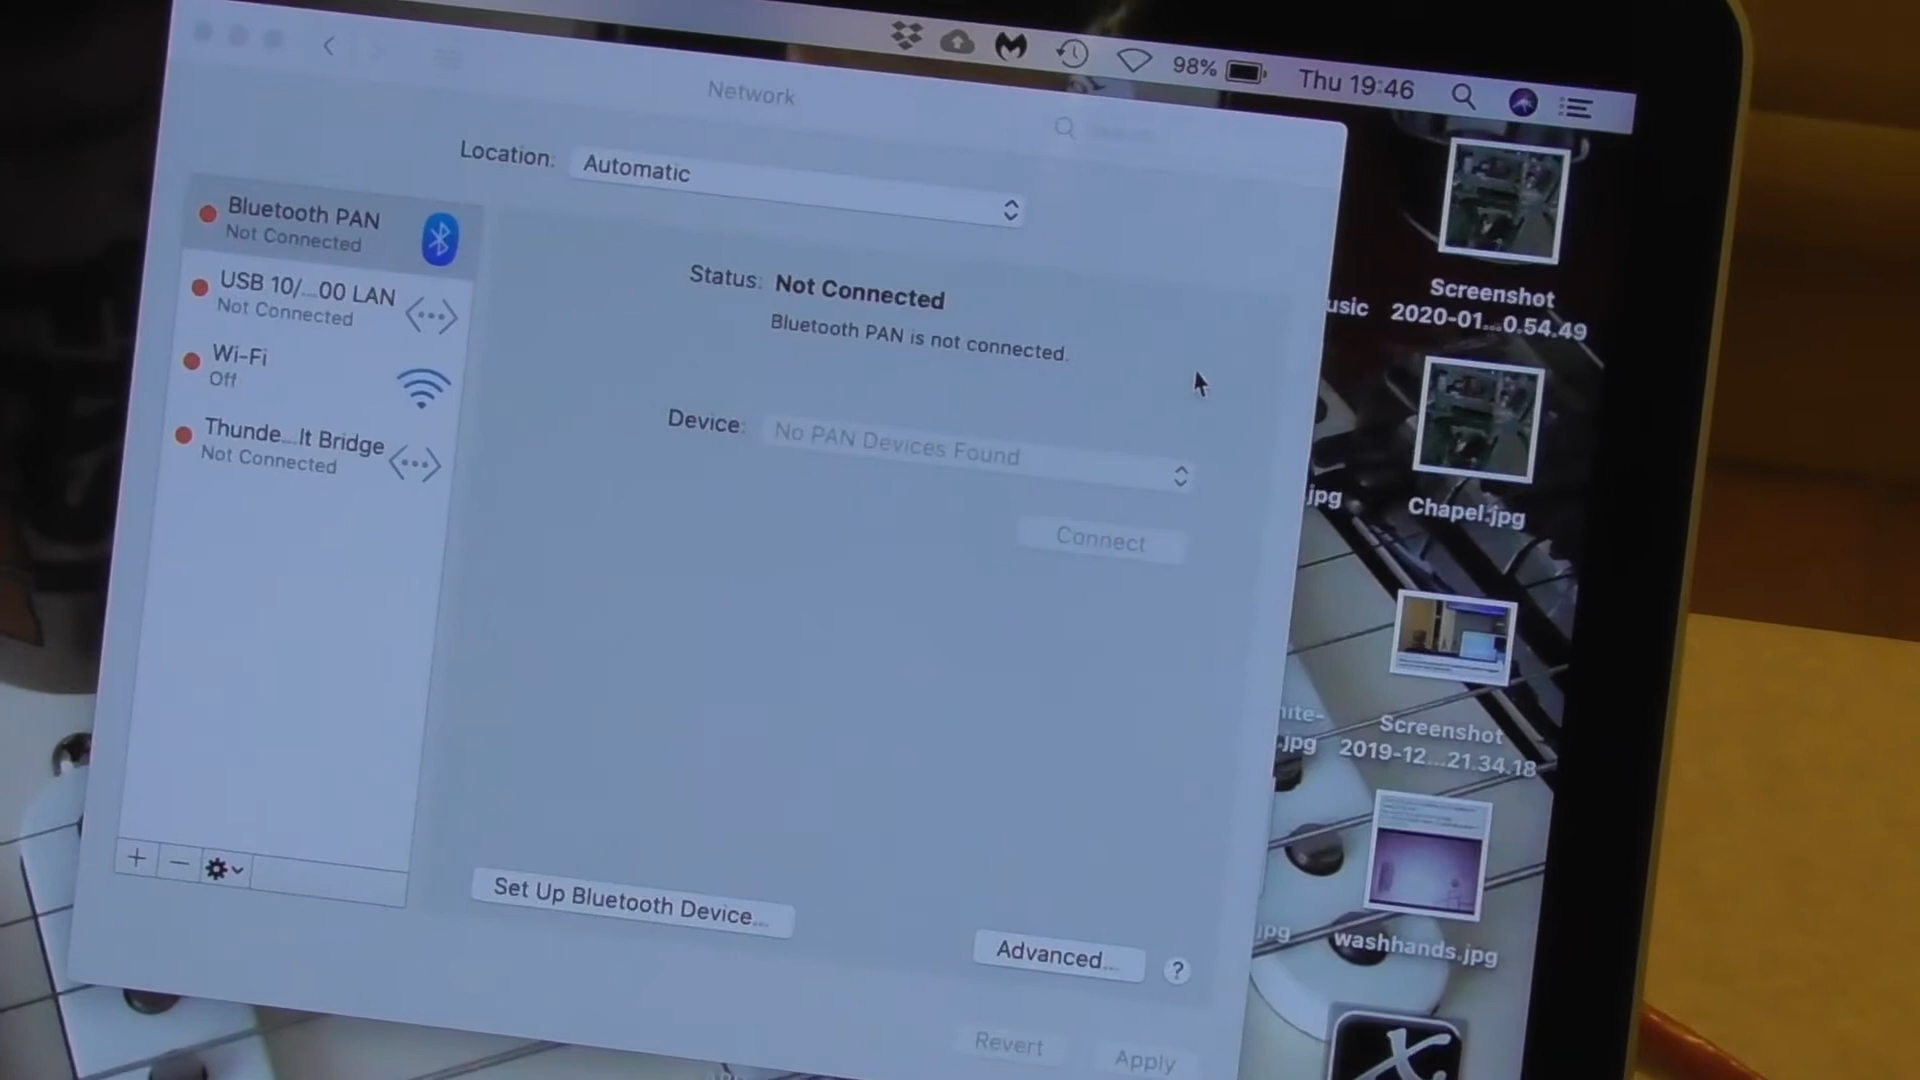 98%
Thu 19:46
Network
Location:
Automatic
Bluetooth PAN
Not Connected
USB 10/...00 LAN
Not Connected
Wi-Fi
Off
Thunde...lt Bridge
Not Connected
Status: Not Connected
Bluetooth PAN is not connected.
Device: No PAN Devices Found
Connect
Set Up Bluetooth Device...
Advanced...
?
Revert
Apply
Screenshot
usic
2020-01...0.54.49
.jpg
Chapel.jpg
hite-
.jpg
Screenshot
2019-12...21.34.18
jpg
washhands.jpg
X